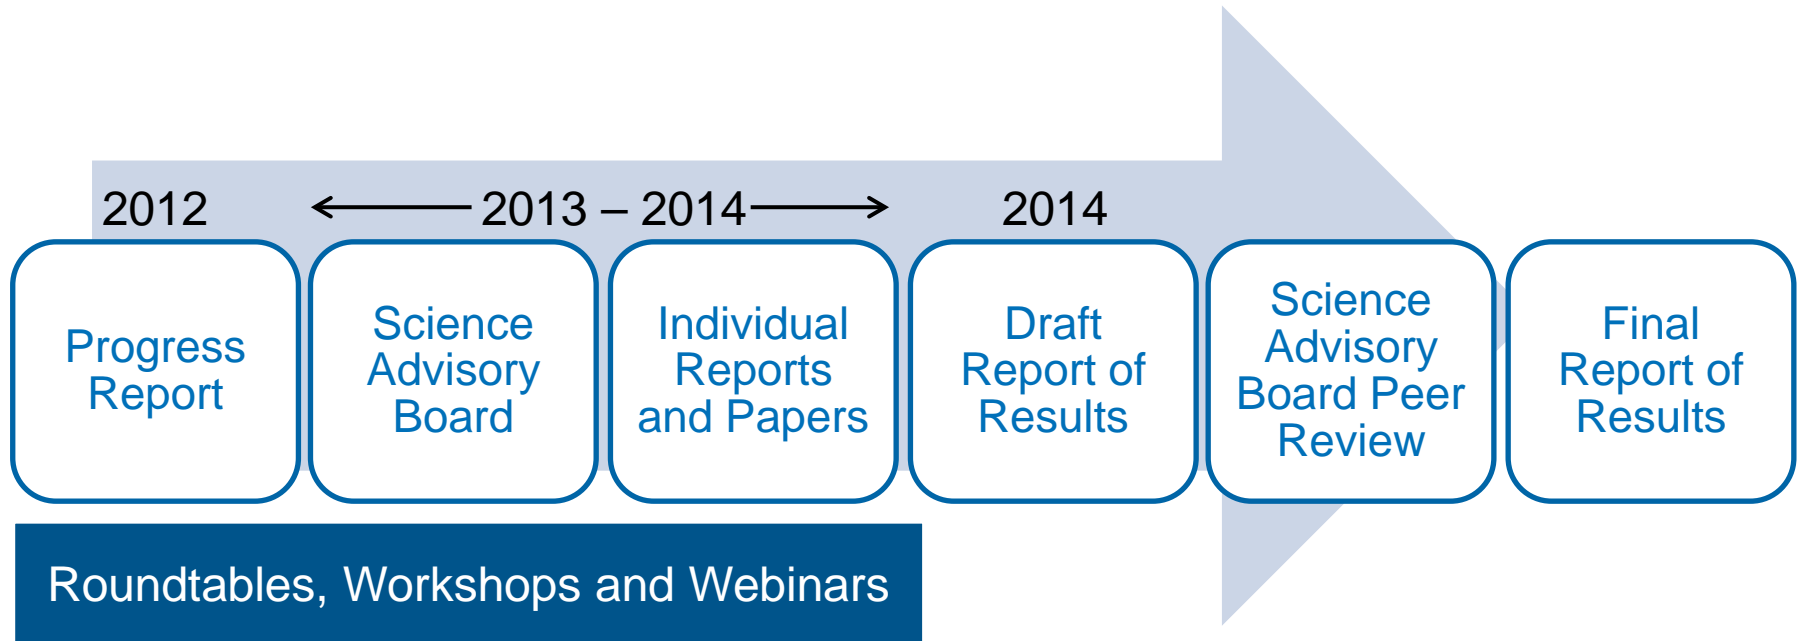 2012
2013 – 2014
2014
Progress
Report
Science
Advisory
Board
Individual
Reports
and Papers
Draft
Report of
Results
Science
Advisory
Board Peer
Review
Final
Report of
Results
Roundtables, Workshops and Webinars